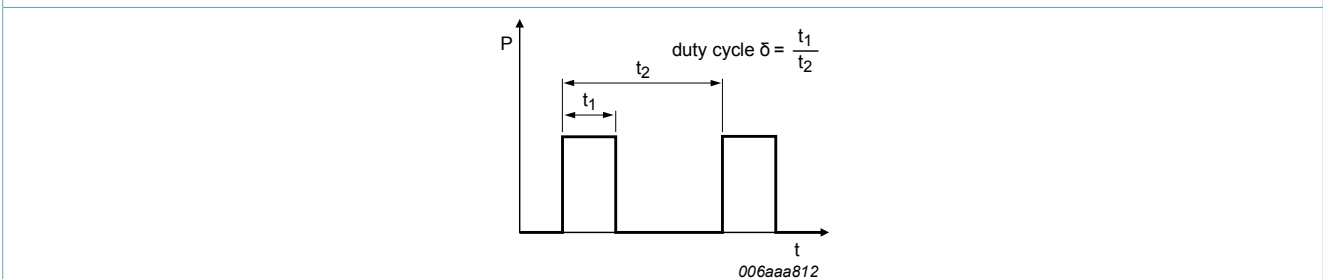 P
duty cycle δ = t1/t2
t2
t1
t
006aaa812